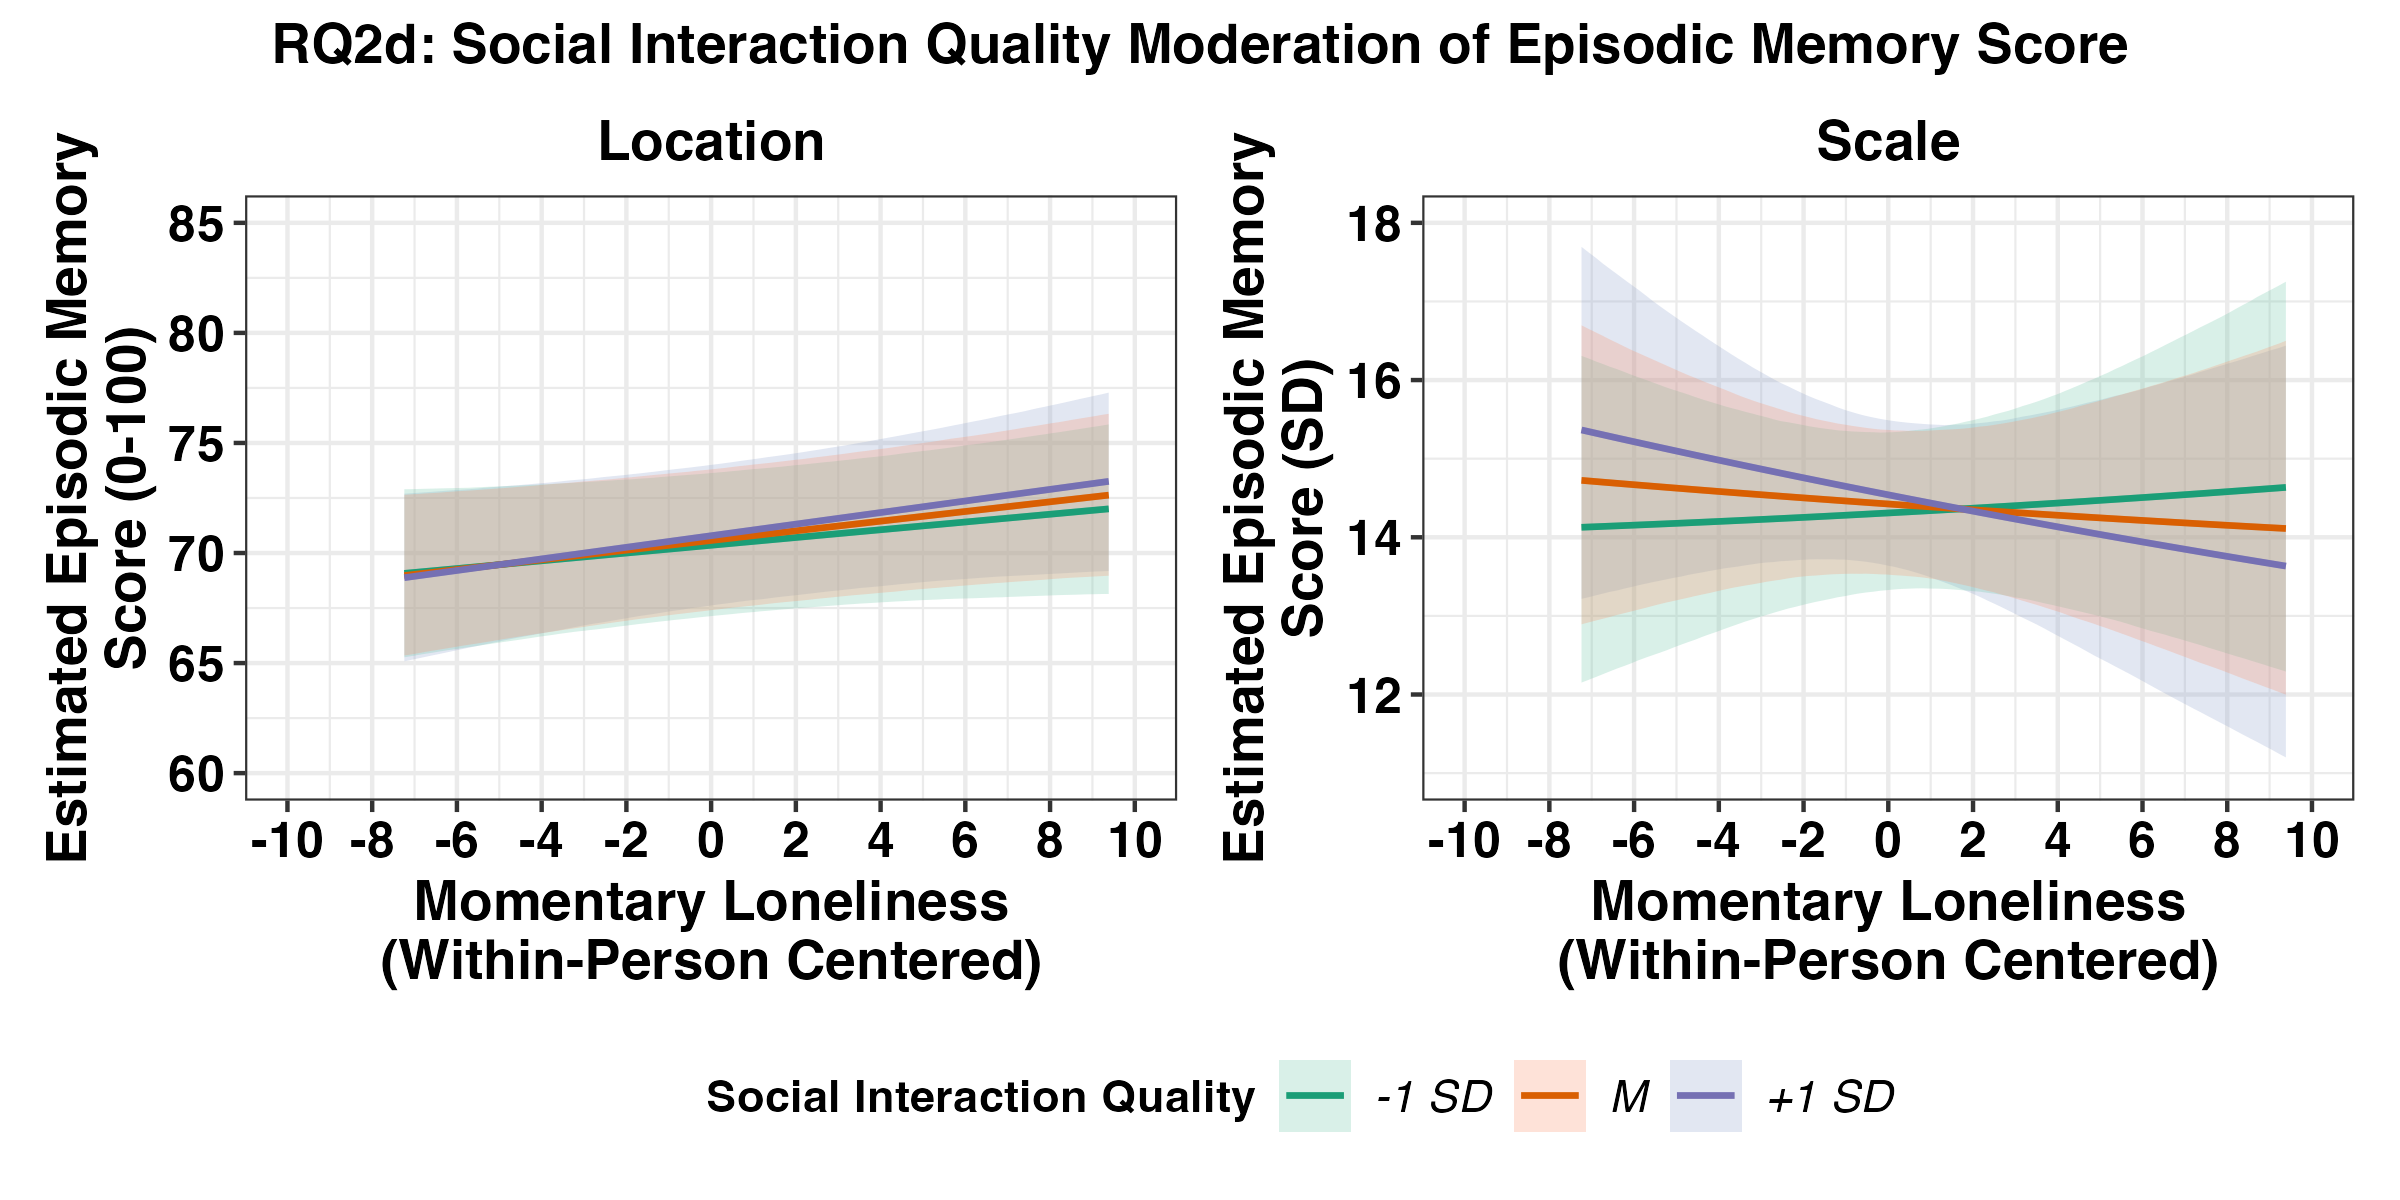 RQ2d: Social Interaction Quality Moderation of Episodic Memory Score
Location
Estimated Episodic Memory
Score (0-100)
85
80
75
70
65
60
-10 -8 -6 -4 -2 0 2 4 6 8 10
Momentary Loneliness
(Within-Person Centered)
Scale
Estimated Episodic Memory
Score (SD)
18
16
14
12
-10 -8 -6 -4 -2 0 2 4 6 8 10
Momentary Loneliness
(Within-Person Centered)
Social Interaction Quality -1 SD M +1 SD